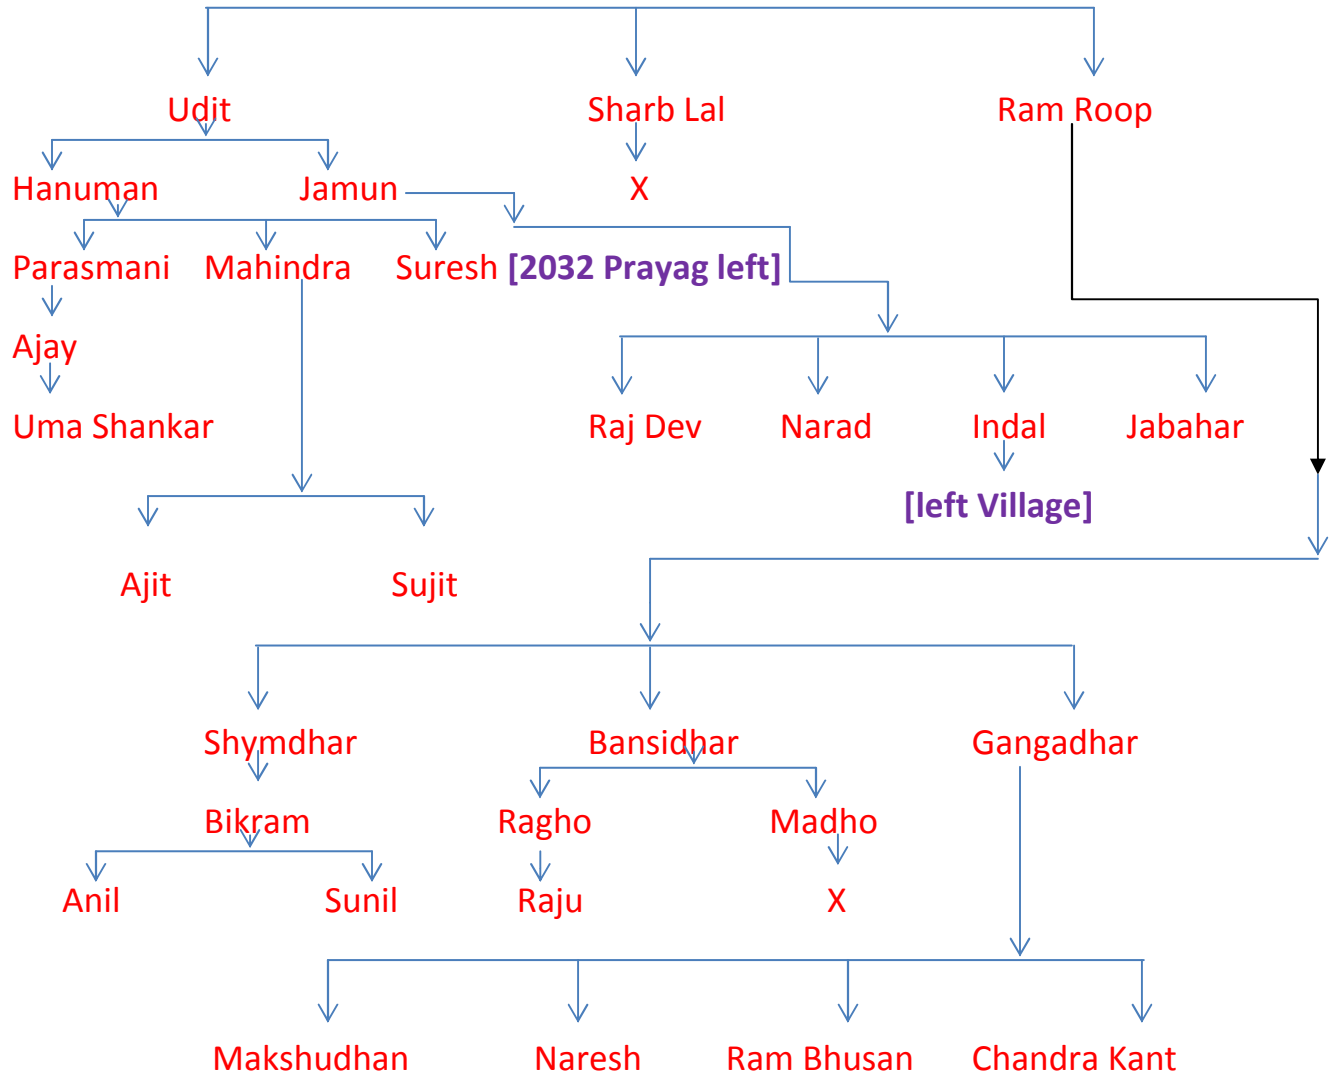 Udit Sharb Lal Ram Roop
Hanuman Jamun X
Parasmani Mahindra Suresh [2032 Prayag left]
Ajay
Uma Shankar Raj Dev Narad Indal Jabahar
[left Village]
Ajit Sujit
Shymdhar Bansidhar Gangadhar
Bikram Ragho Madho
Anil Sunil Raju X
Makshudhan Naresh Ram Bhusan Chandra Kant